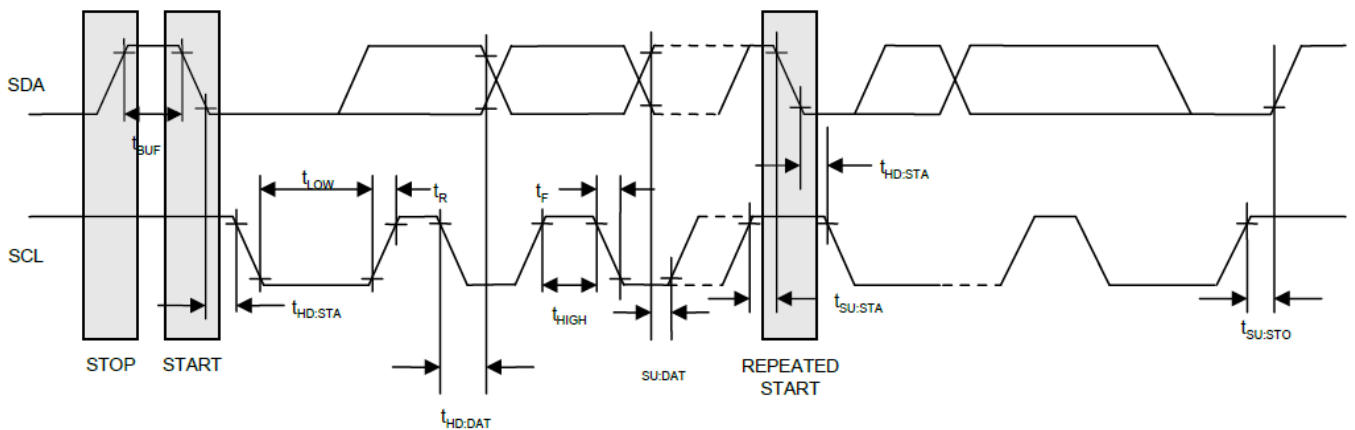 SDA
tBUF
tHD:STA
tLOW
tR
tF
SCL
tHD:STA
tHIGH
tSU:STA
tSU:STO
SU:DAT
STOP
START
REPEATED
START
tHD:DAT